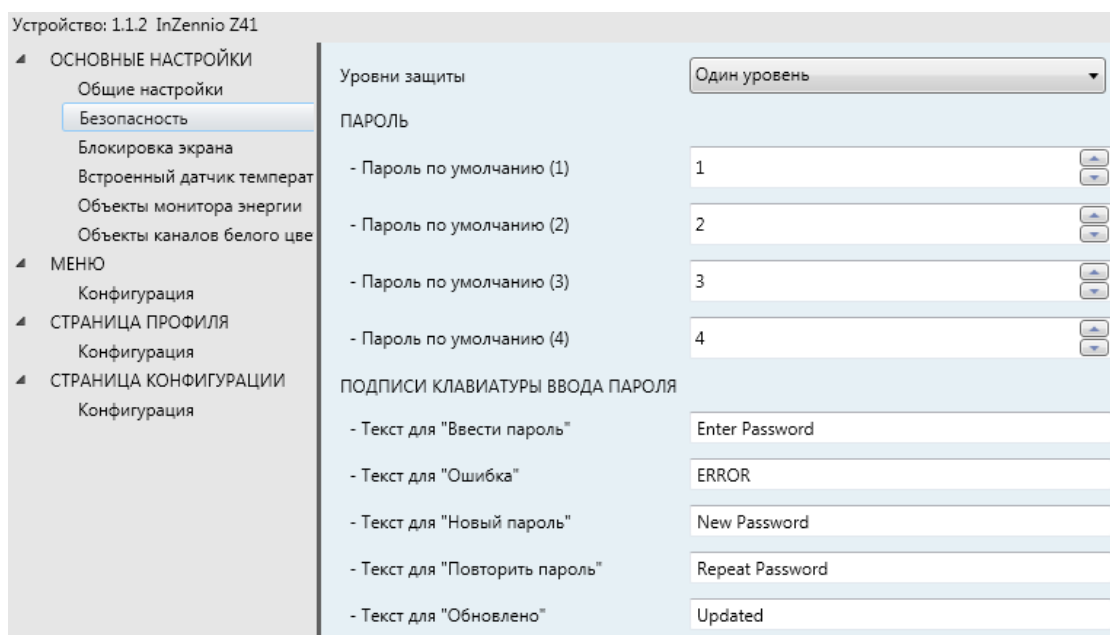 Устройство: 1.1.2 InZennio Z41
ОСНОВНЫЕ НАСТРОЙКИ
Общие настройки
Безопасность
Блокировка экрана
Встроенный датчик температ
Объекты монитора энергии
Объекты каналов белого цве
МЕНЮ
Конфигурация
СТРАНИЦА ПРОФИЛЯ
Конфигурация
СТРАНИЦА КОНФИГУРАЦИИ
Конфигурация
Уровни защиты Один уровень
ПАРОЛЬ
- Пароль по умолчанию (1) 1
- Пароль по умолчанию (2) 2
- Пароль по умолчанию (3) 3
- Пароль по умолчанию (4) 4
ПОДПИСИ КЛАВИАТУРЫ ВВОДА ПАРОЛЯ
- Текст для "Ввести пароль" Enter Password
- Текст для "Ошибка" ERROR
- Текст для "Новый пароль" New Password
- Текст для "Повторить пароль" Repeat Password
- Текст для "Обновлено" Updated